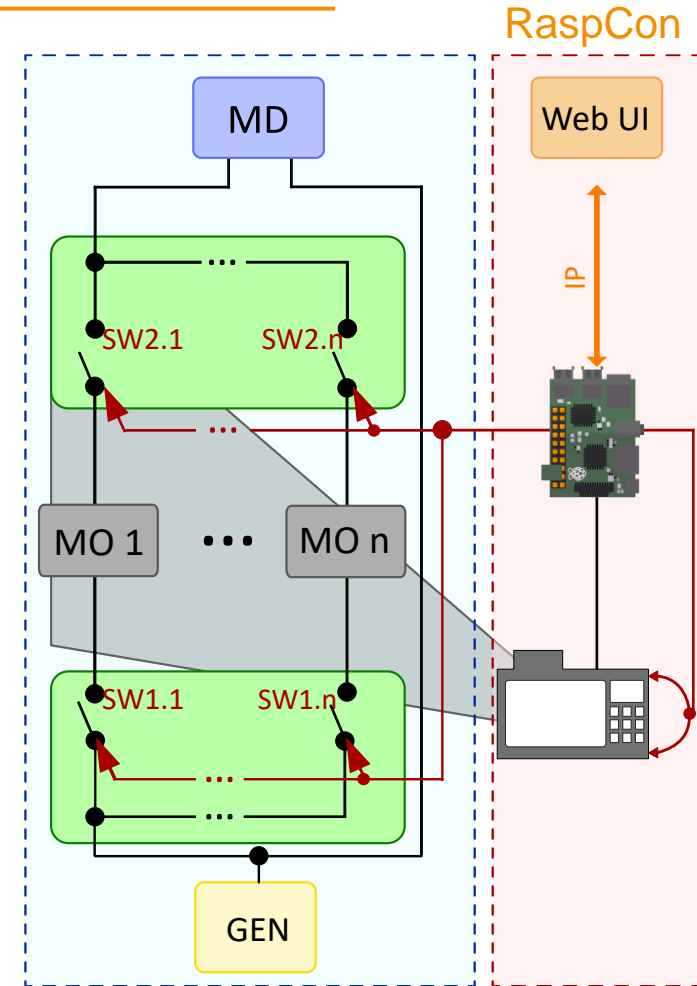 RaspCon
MD
Web UI
...
IP
SW2.1
SW2.n
...
MO 1
...
MO n
SW1.1
SW1.n
...
...
GEN